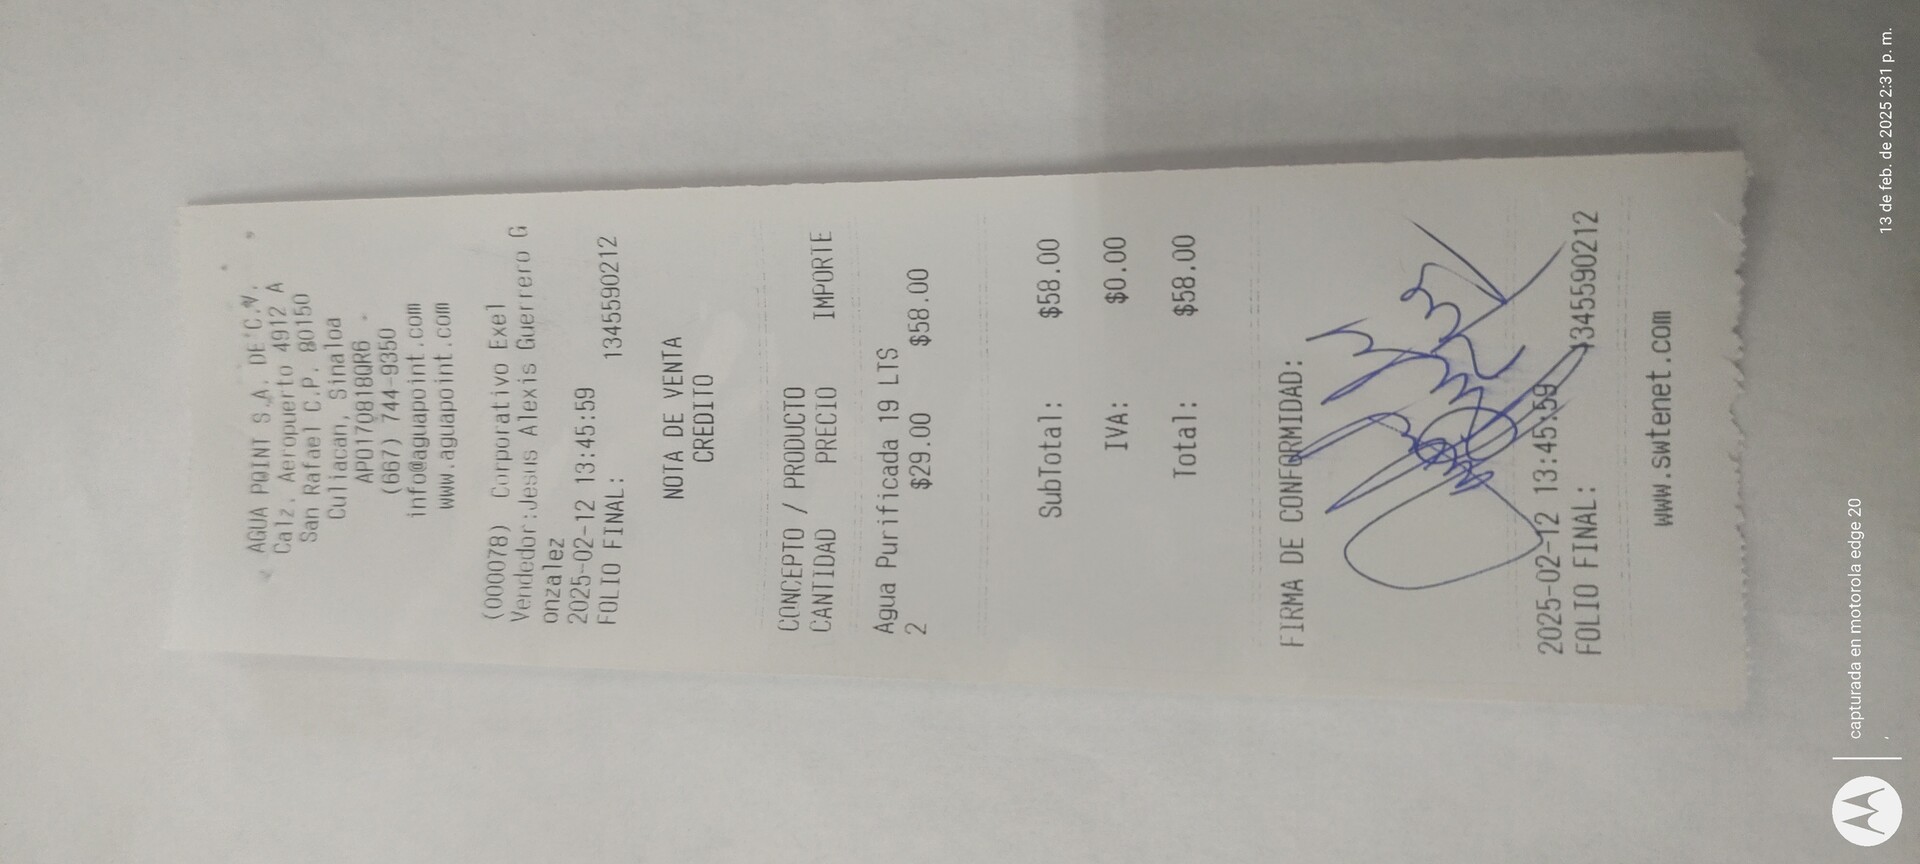 AGUA POINT S.A. DE C.V.
Calz. Aeropuerto 4912 A
San Rafael C.P. 80150
Culiacan, Sinaloa
APO170818QR6
(667) 744-9350
info@aguapoint.com
www.aguapoint.com
(000078) Corporativo Exel
Vendedor:Jesus Alexis Guerrero G
onzalez
2025-02-12 13:45:59
FOLIO FINAL: 1345590212
NOTA DE VENTA
CREDITO
CONCEPTO / PRODUCTO
CANTIDAD PRECIO IMPORTE
Agua Purificada 19 LTS
2 $29.00 $58.00
SubTotal: $58.00
IVA: $0.00
Total: $58.00
FIRMA DE CONFORMIDAD:
2025-02-12 13:45:59
FOLIO FINAL: 1345590212
www.swtenet.com
capturada en motorola edge 20
13 de feb. de 2025 2:31 p. m.